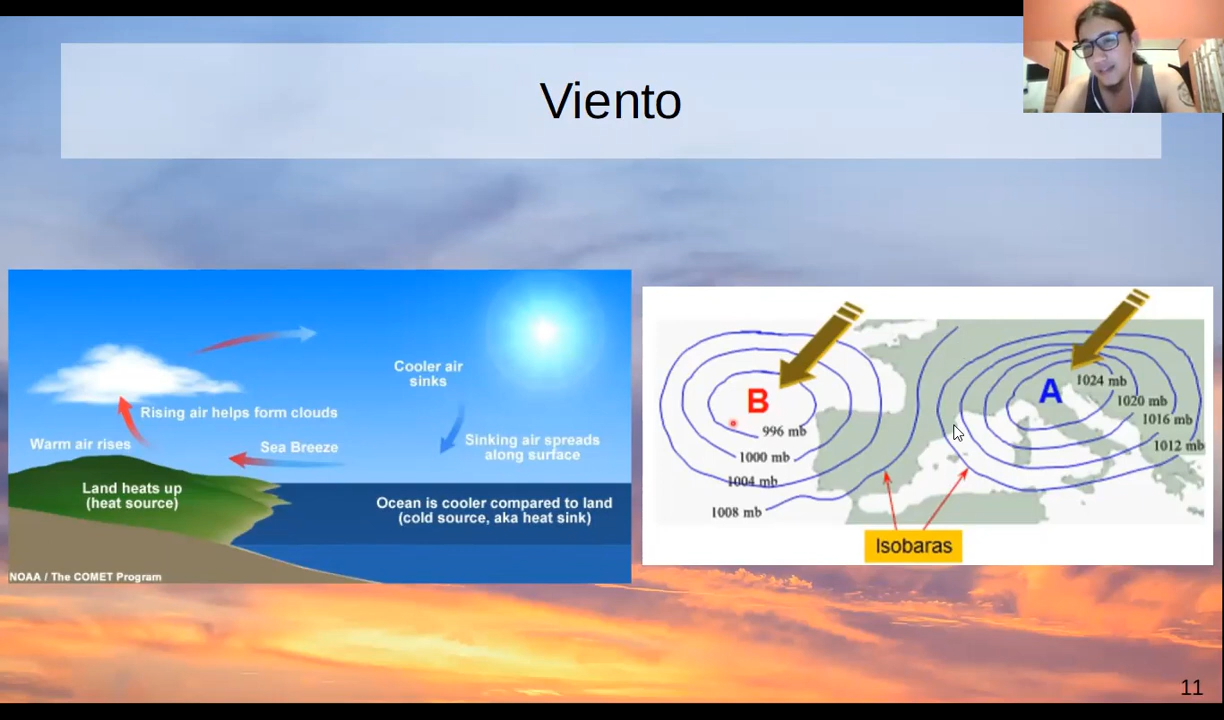 Viento
Cooler air
sinks
Rising air helps form clouds
Warm air rises
Sea Breeze
Sinking air spreads
along surface
Land heats up
(heat source)
Ocean is cooler compared to land
(cold source, aka heat sink)
NOAA / The COMET Program
B
996 mb
1000 mb
1004 mb
1008 mb
A
1024 mb
1020 mb
1016 mb
1012 mb
Isobaras
11